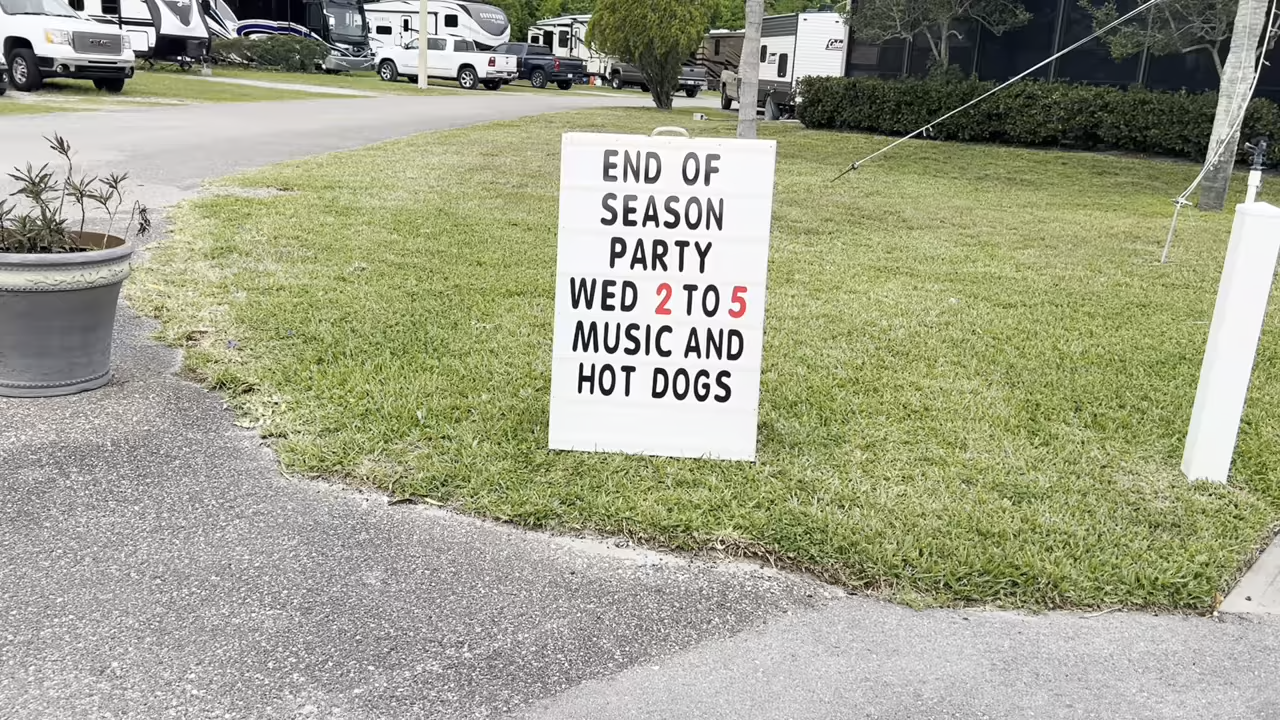 END OF
SEASON
PARTY
WED 2 TO 5
MUSIC AND
HOT DOGS